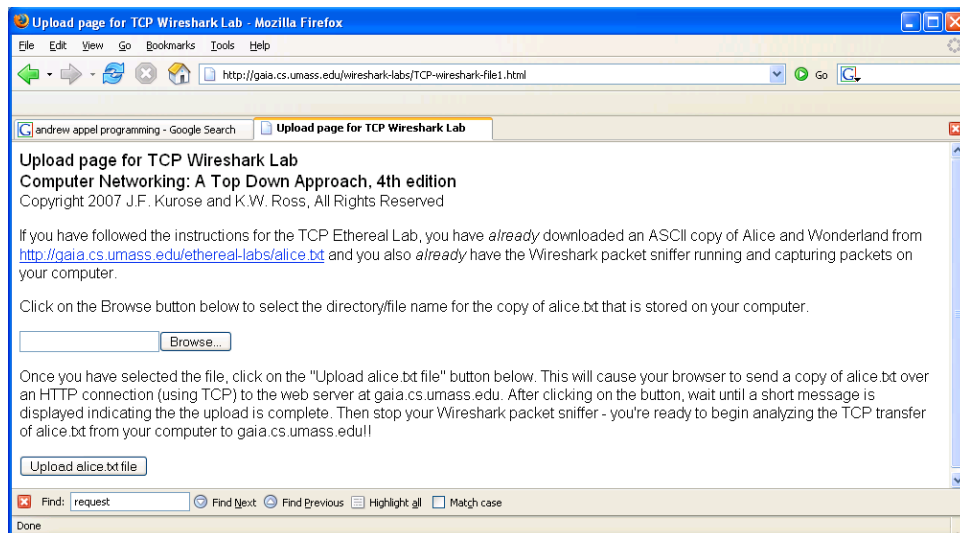 Upload page for TCP Wireshark Lab - Mozilla Firefox
File Edit View Go Bookmarks Tools Help
http://gaia.cs.umass.edu/wireshark-labs/TCP-wireshark-file1.html Go G
G andrew appel programming - Google Search Upload page for TCP Wireshark Lab
Upload page for TCP Wireshark Lab
Computer Networking: A Top Down Approach, 4th edition
Copyright 2007 J.F. Kurose and K.W. Ross, All Rights Reserved
If you have followed the instructions for the TCP Ethereal Lab, you have already downloaded an ASCII copy of Alice and Wonderland from
http://gaia.cs.umass.edu/ethereal-labs/alice.txt and you also already have the Wireshark packet sniffer running and capturing packets on
your computer.
Click on the Browse button below to select the directory/file name for the copy of alice.txt that is stored on your computer.
Browse...
Once you have selected the file, click on the "Upload alice.txt file" button below. This will cause your browser to send a copy of alice.txt over
an HTTP connection (using TCP) to the web server at gaia.cs.umass.edu. After clicking on the button, wait until a short message is
displayed indicating the the upload is complete. Then stop your Wireshark packet sniffer - you're ready to begin analyzing the TCP transfer
of alice.txt from your computer to gaia.cs.umass.edu!!
Upload alice.txt file
Find: request Find Next Find Previous Highlight all Match case
Done